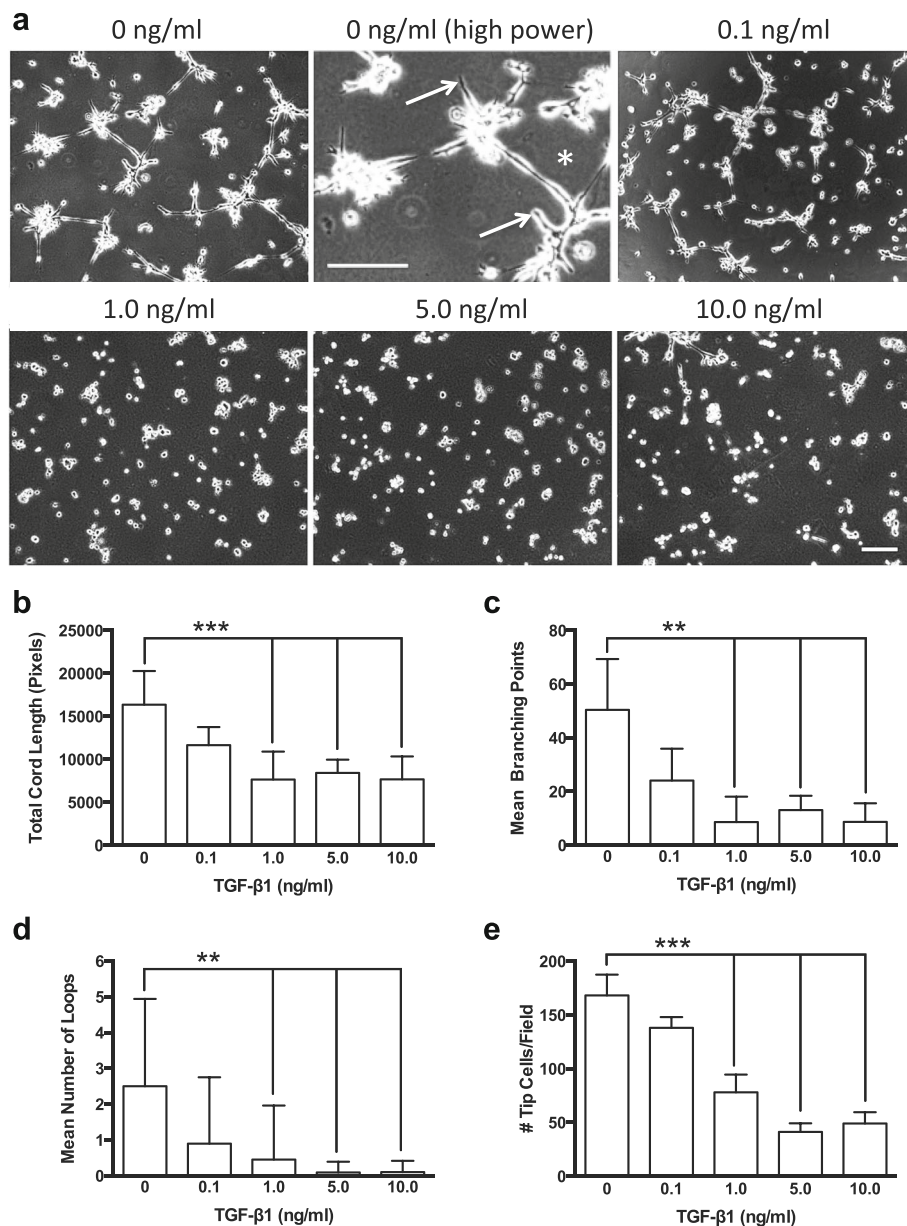 a
0 ng/ml
0 ng/ml (high power)
0.1 ng/ml
*
1.0 ng/ml
5.0 ng/ml
10.0 ng/ml
b
***
Total Cord Length (Pixels)
25000
20000
15000
10000
5000
0
0 0.1 1.0 5.0 10.0
TGF-β1 (ng/ml)
c
**
Mean Branching Points
80
60
40
20
0
0 0.1 1.0 5.0 10.0
TGF-β1 (ng/ml)
d
**
Mean Number of Loops
6
5
4
3
2
1
0
0 0.1 1.0 5.0 10.0
TGF-β1 (ng/ml)
e
***
# Tip Cells/Field
200
150
100
50
0
0 0.1 1.0 5.0 10.0
TGF-β1 (ng/ml)